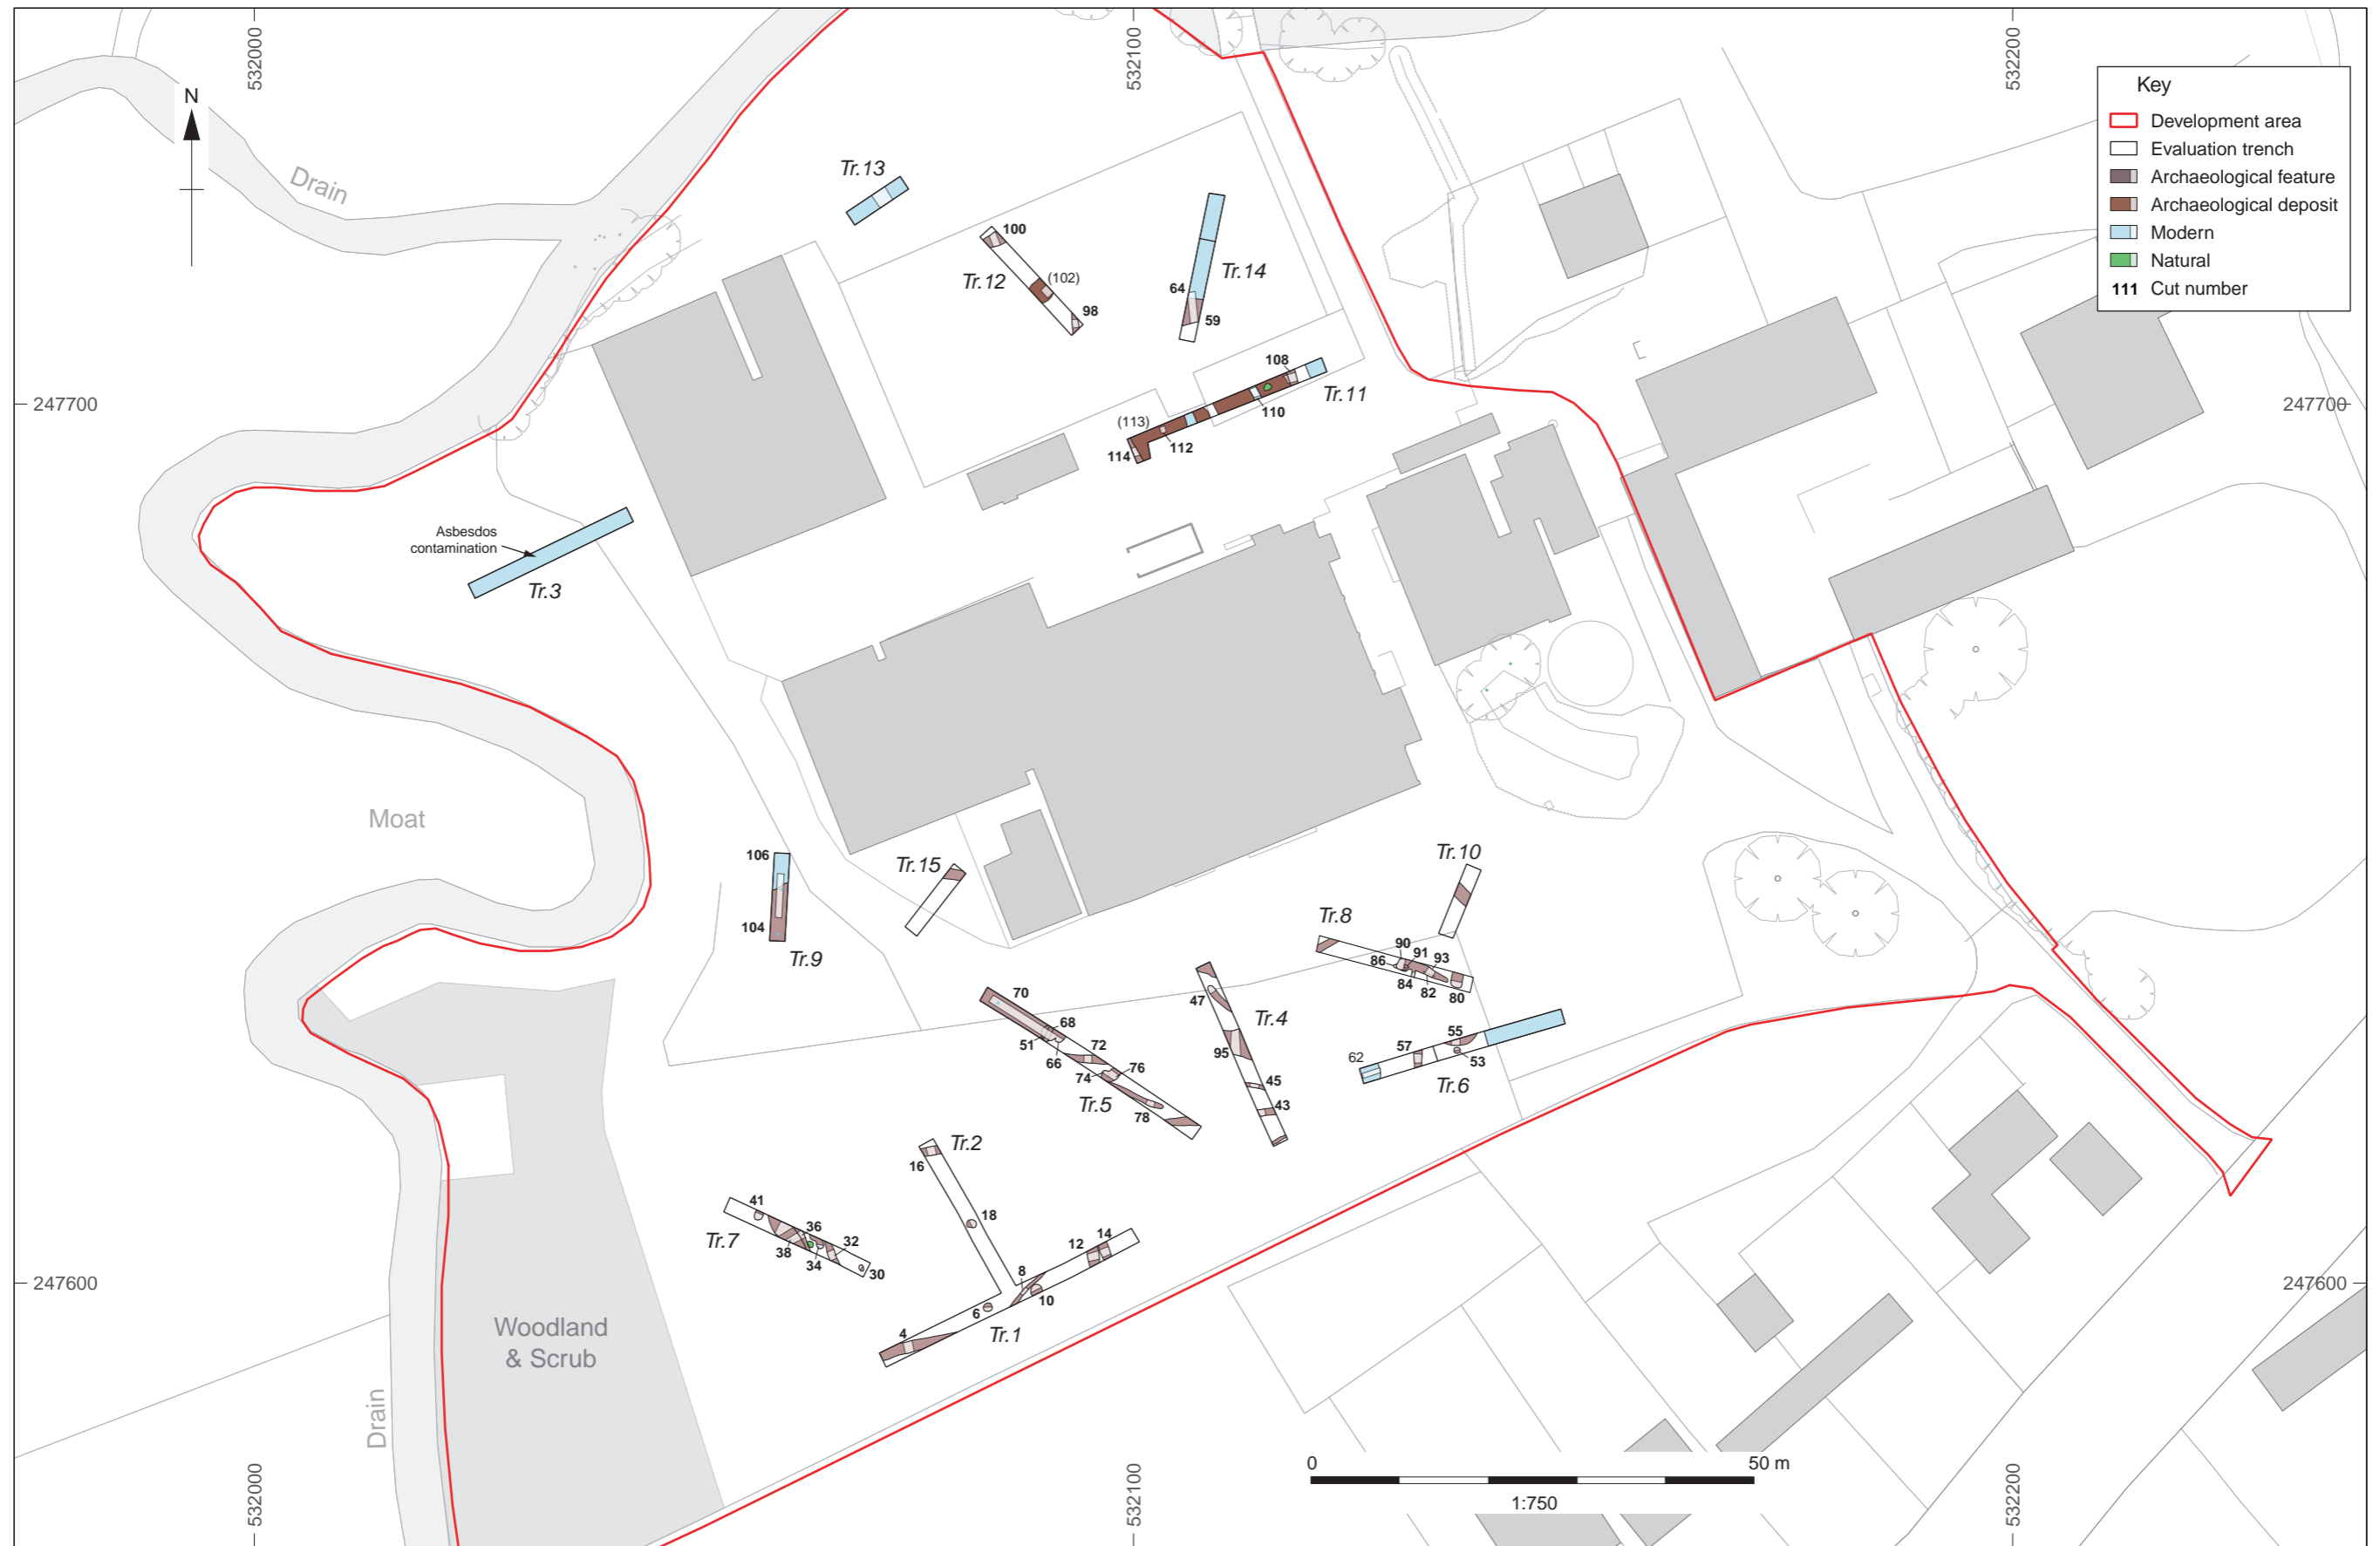 532000
532100
532200
N
Key
Development area
Evaluation trench
Archaeological feature
Archaeological deposit
Modern
Natural
111 Cut number
Drain
Tr.13
100
Tr.12
(102)
98
64
Tr.14
59
108
Tr.11
110
(113)
112
114
247700
247700
Asbesdos
contamination
Tr.3
Moat
106
104
Tr.9
Tr.15
Tr.10
Tr.8
90
91
93
86
84
82
80
47
Tr.4
95
45
43
70
68
51
66
72
76
74
Tr.5
78
55
57
62
53
Tr.6
Tr.2
16
18
41
Tr.7
36
38
34
32
30
12
14
8
10
6
Tr.1
4
247600
247600
Woodland
& Scrub
Drain
0
50 m
1:750
532000
532100
532200